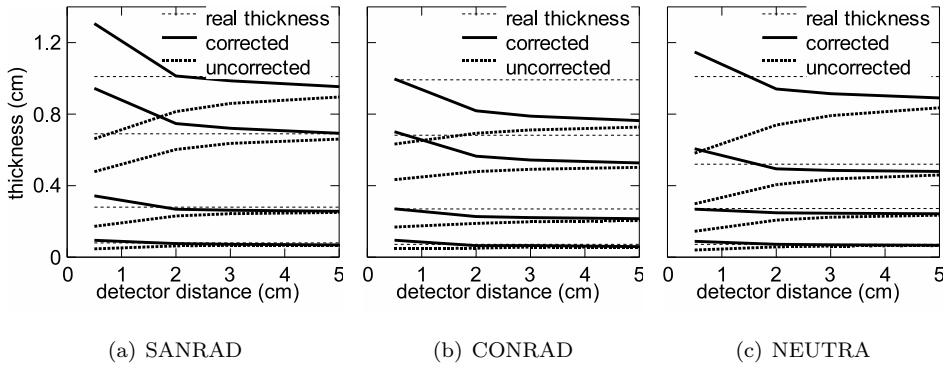 real thickness
corrected
uncorrected
1.2
0.8
0.4
0
thickness (cm)
0 1 2 3 4 5
detector distance (cm)
(a) SANRAD
real thickness
corrected
uncorrected
0 1 2 3 4 5
detector distance (cm)
(b) CONRAD
real thickness
corrected
uncorrected
0 1 2 3 4 5
detector distance (cm)
(c) NEUTRA